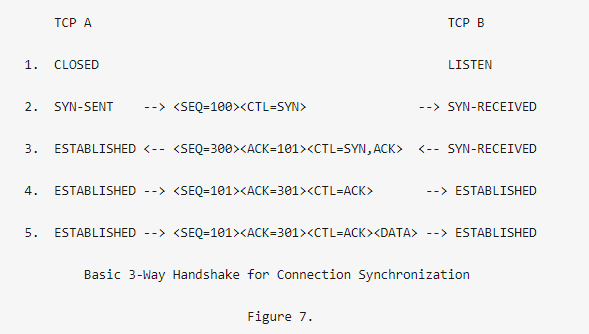 TCP A                                                TCP B
1.  CLOSED                                               LISTEN
2.  SYN-SENT    --> <SEQ=100><CTL=SYN>               --> SYN-RECEIVED
3.  ESTABLISHED <-- <SEQ=300><ACK=101><CTL=SYN,ACK>  <-- SYN-RECEIVED
4.  ESTABLISHED --> <SEQ=101><ACK=301><CTL=ACK>       --> ESTABLISHED
5.  ESTABLISHED --> <SEQ=101><ACK=301><CTL=ACK><DATA> --> ESTABLISHED
Basic 3-Way Handshake for Connection Synchronization
Figure 7.